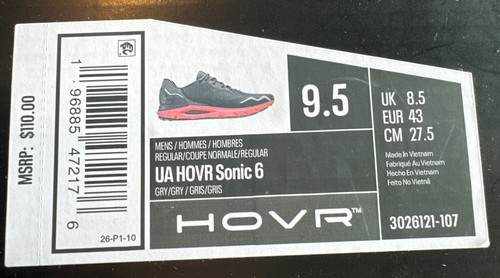 MSRP: $110.00
1 96885 47217 6
26-P1-10
9.5
MENS / HOMMES / HOMBRES
REGULAR/COUPE NORMALE/REGULAR
UA HOVR Sonic 6
GRY/GRY / GRIS/GRIS
HOVR™
UK 8.5
EUR 43
CM 27.5
Made In Vietnam
Fabriqué Au Vietnam
Hecho En Vietnam
Feito No Vietnã
3026121-107